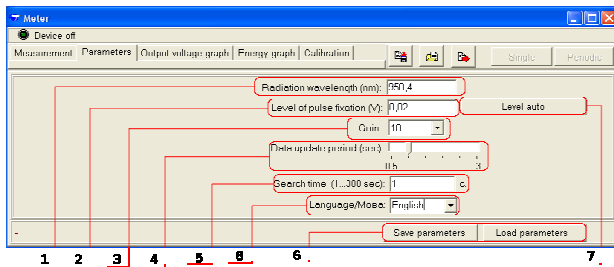 Meter
Device off
Measurement Parameters Output voltage graph Energy graph Calibration Single Periodic
Radiation wavelength (nm): 950,4
Level of pulse fixation (V): 0,02 Level auto
Gain: 10
Data update period (sec)
0.5 3
Search time (1...300 sec): 1 c.
Language/Мова: English
- Save parameters Load parameters
1 2 3 4 5 6 6 7